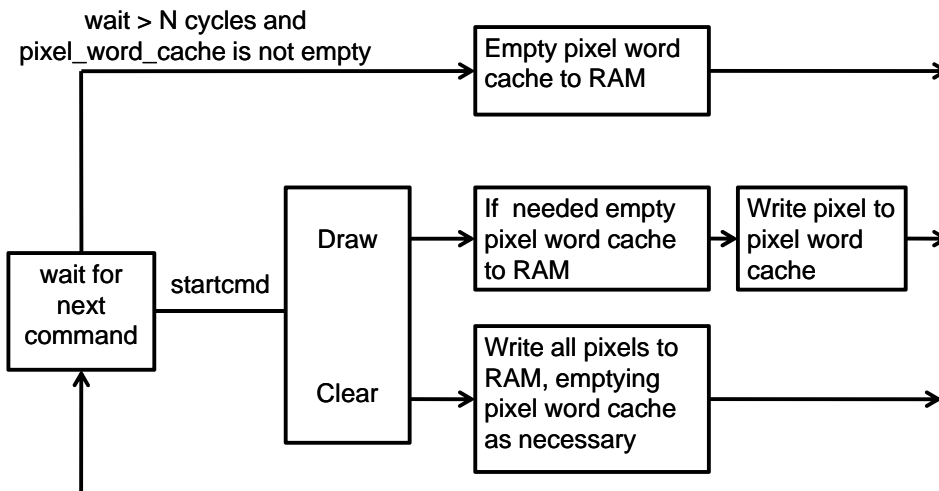 wait > N cycles and
pixel_word_cache is not empty
Empty pixel word
cache to RAM
wait for
next
command
startcmd
Draw
Clear
If needed empty
pixel word cache
to RAM
Write pixel to
pixel word
cache
Write all pixels to
RAM, emptying
pixel word cache
as necessary